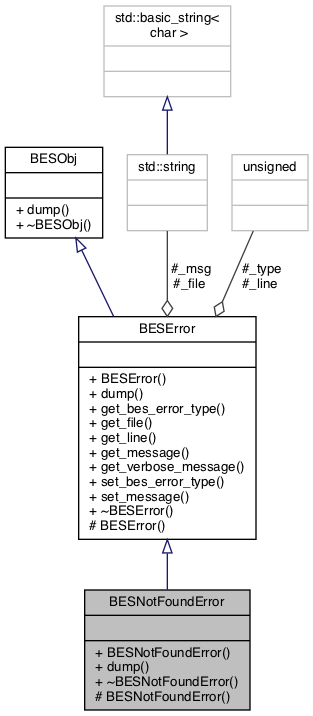 std::basic_string<
char >
BESObj
+ dump()
+ ~BESObj()
std::string
unsigned
#_msg
#_file
#_type
#_line
BESError
+ BESError()
+ dump()
+ get_bes_error_type()
+ get_file()
+ get_line()
+ get_message()
+ get_verbose_message()
+ set_bes_error_type()
+ set_message()
+ ~BESError()
# BESError()
BESNotFoundError
+ BESNotFoundError()
+ dump()
+ ~BESNotFoundError()
# BESNotFoundError()